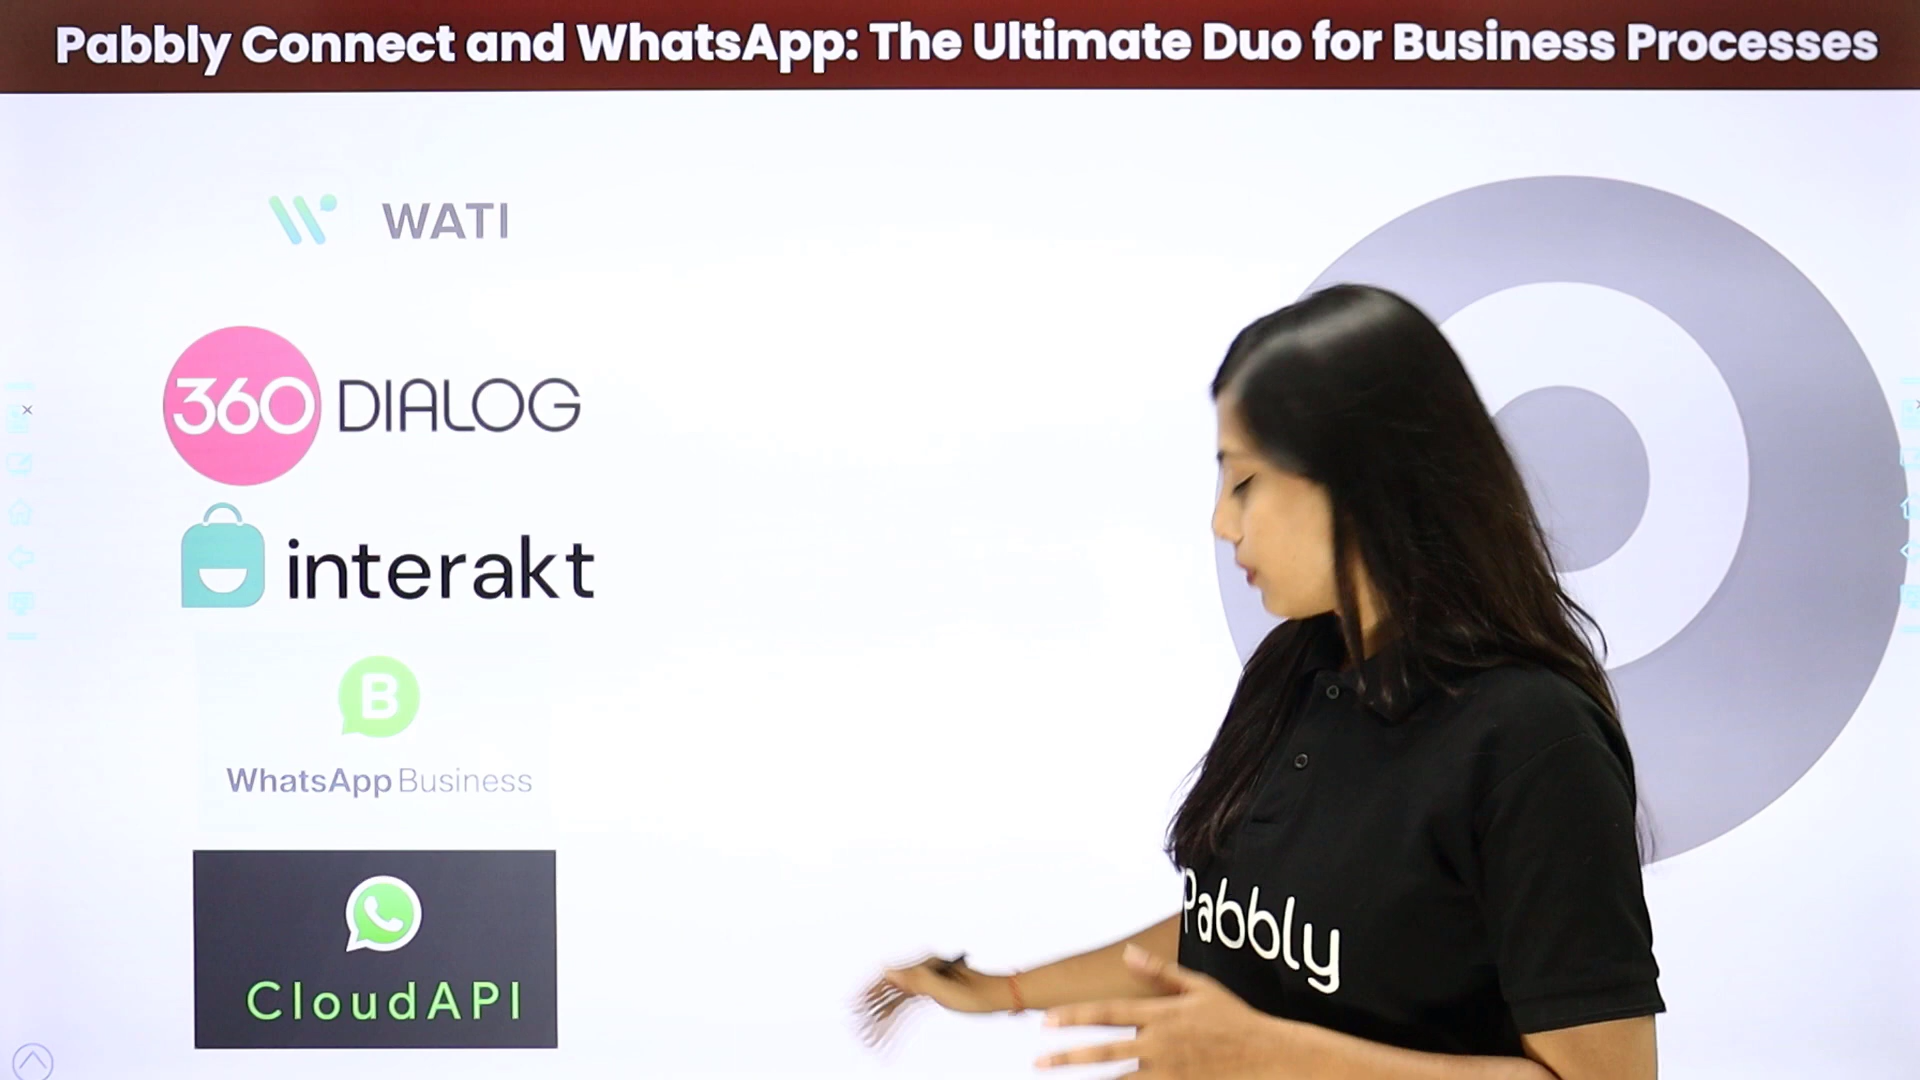 Pabbly Connect and WhatsApp: The Ultimate Duo for Business Processes
WATI
360 DIALOG
interakt
B
WhatsApp Business
CloudAPI
Pabbly